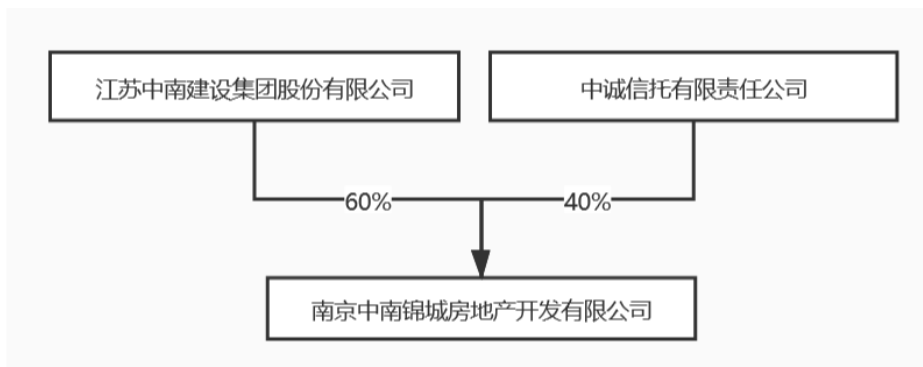 江苏中南建设集团股份有限公司
中诚信托有限责任公司
60%
40%
南京中南锦城房地产开发有限公司